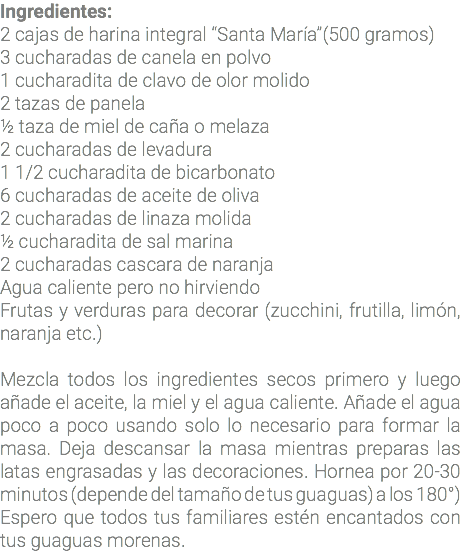 Ingredientes:
2 cajas de harina integral “Santa María”(500 gramos)
3 cucharadas de canela en polvo
1 cucharadita de clavo de olor molido
2 tazas de panela
½ taza de miel de caña o melaza
2 cucharadas de levadura
1 1/2 cucharadita de bicarbonato
6 cucharadas de aceite de oliva
2 cucharadas de linaza molida
½ cucharadita de sal marina
2 cucharadas cascara de naranja
Agua caliente pero no hirviendo
Frutas y verduras para decorar (zucchini, frutilla, limón,
naranja etc.)

Mezcla todos los ingredientes secos primero y luego
añade el aceite, la miel y el agua caliente. Añade el agua
poco a poco usando solo lo necesario para formar la
masa. Deja descansar la masa mientras preparas las
latas engrasadas y las decoraciones. Hornea por 20-30
minutos (depende del tamaño de tus guaguas) a los 180°)
Espero que todos tus familiares estén encantados con
tus guaguas morenas.